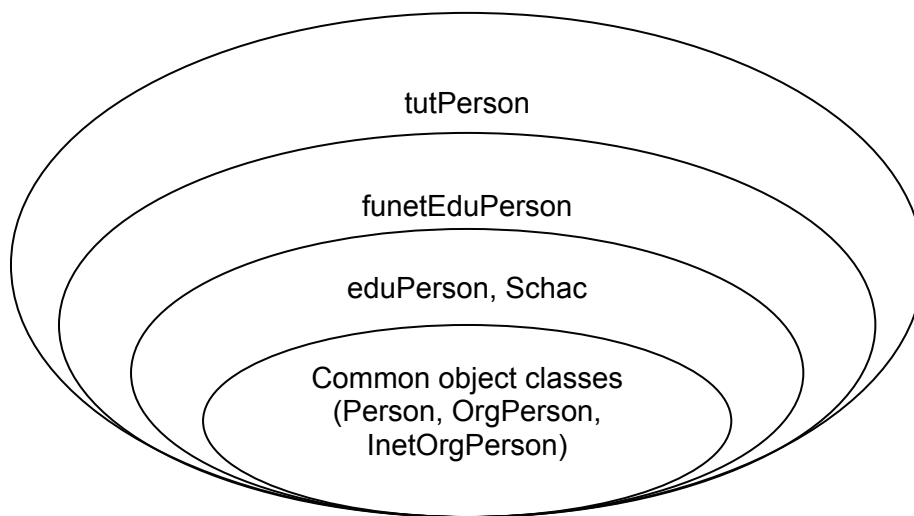 tutPerson
funetEduPerson
eduPerson, Schac
Common object classes
(Person, OrgPerson,
InetOrgPerson)